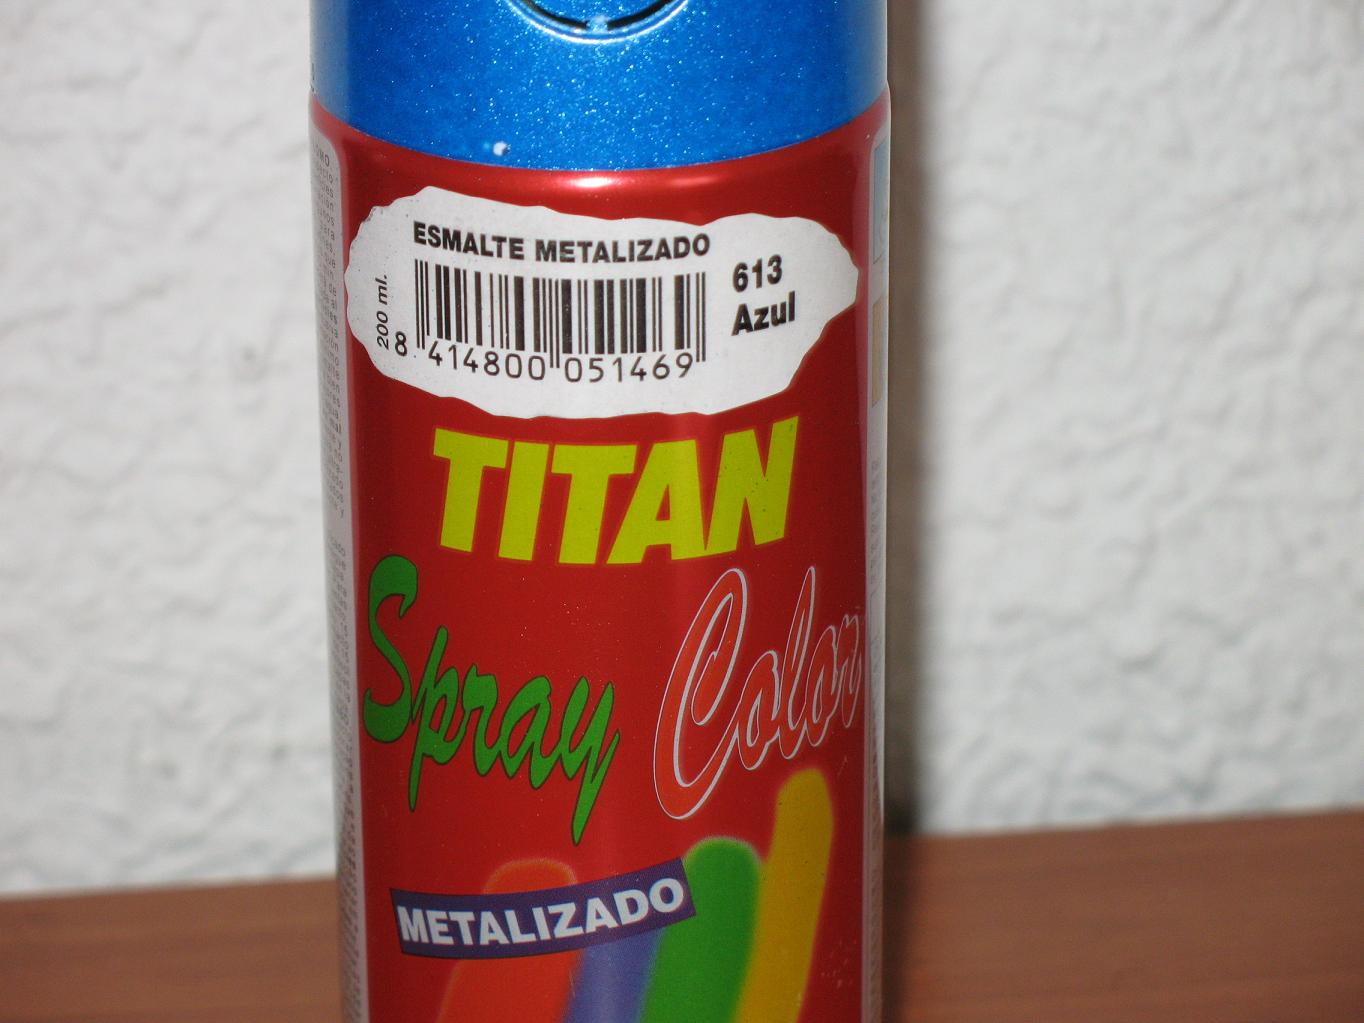 ESMALTE METALIZADO
200 ml.
613
Azul
8 414800 051469
TITAN
Spray Color
METALIZADO